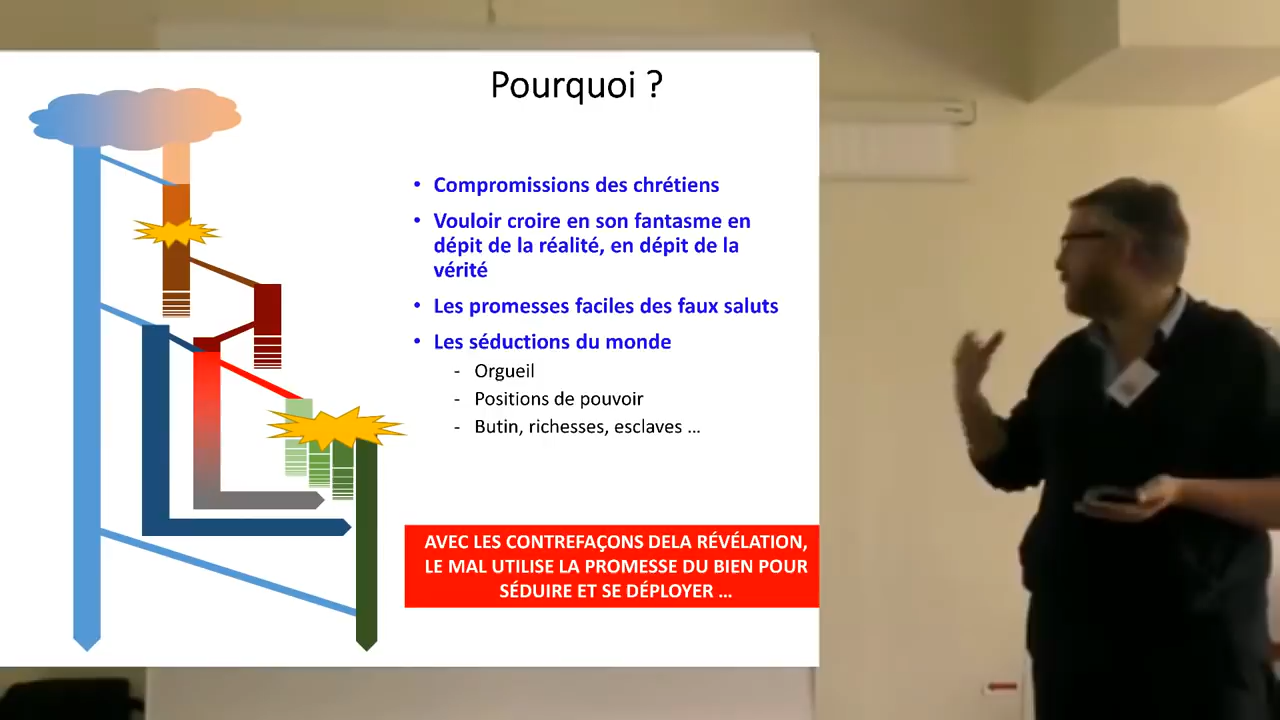 Pourquoi ?
• Compromissions des chrétiens
• Vouloir croire en son fantasme en
dépit de la réalité, en dépit de la
vérité
• Les promesses faciles des faux saluts
• Les séductions du monde
- Orgueil
- Positions de pouvoir
- Butin, richesses, esclaves ...
AVEC LES CONTREFAÇONS DELA RÉVÉLATION,
LE MAL UTILISE LA PROMESSE DU BIEN POUR
SÉDUIRE ET SE DÉPLOYER ...